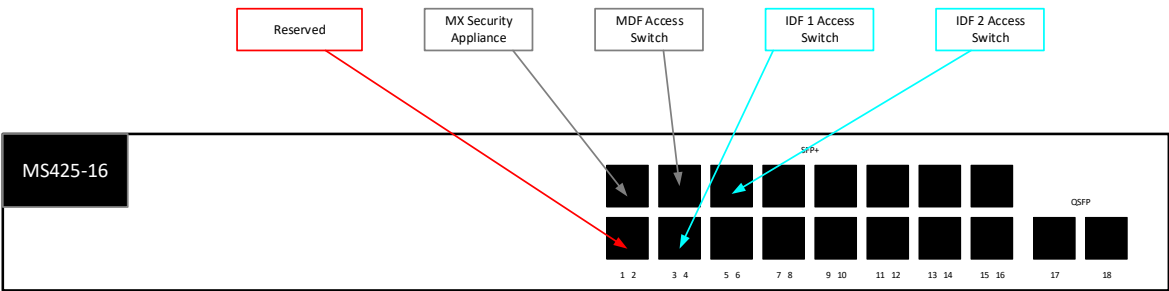 Reserved
MX Security
Appliance
MDF Access
Switch
IDF 1 Access
Switch
IDF 2 Access
Switch
MS425-16
SFP+
QSFP
1 2 3 4 5 6 7 8 9 10 11 12 13 14 15 16 17 18